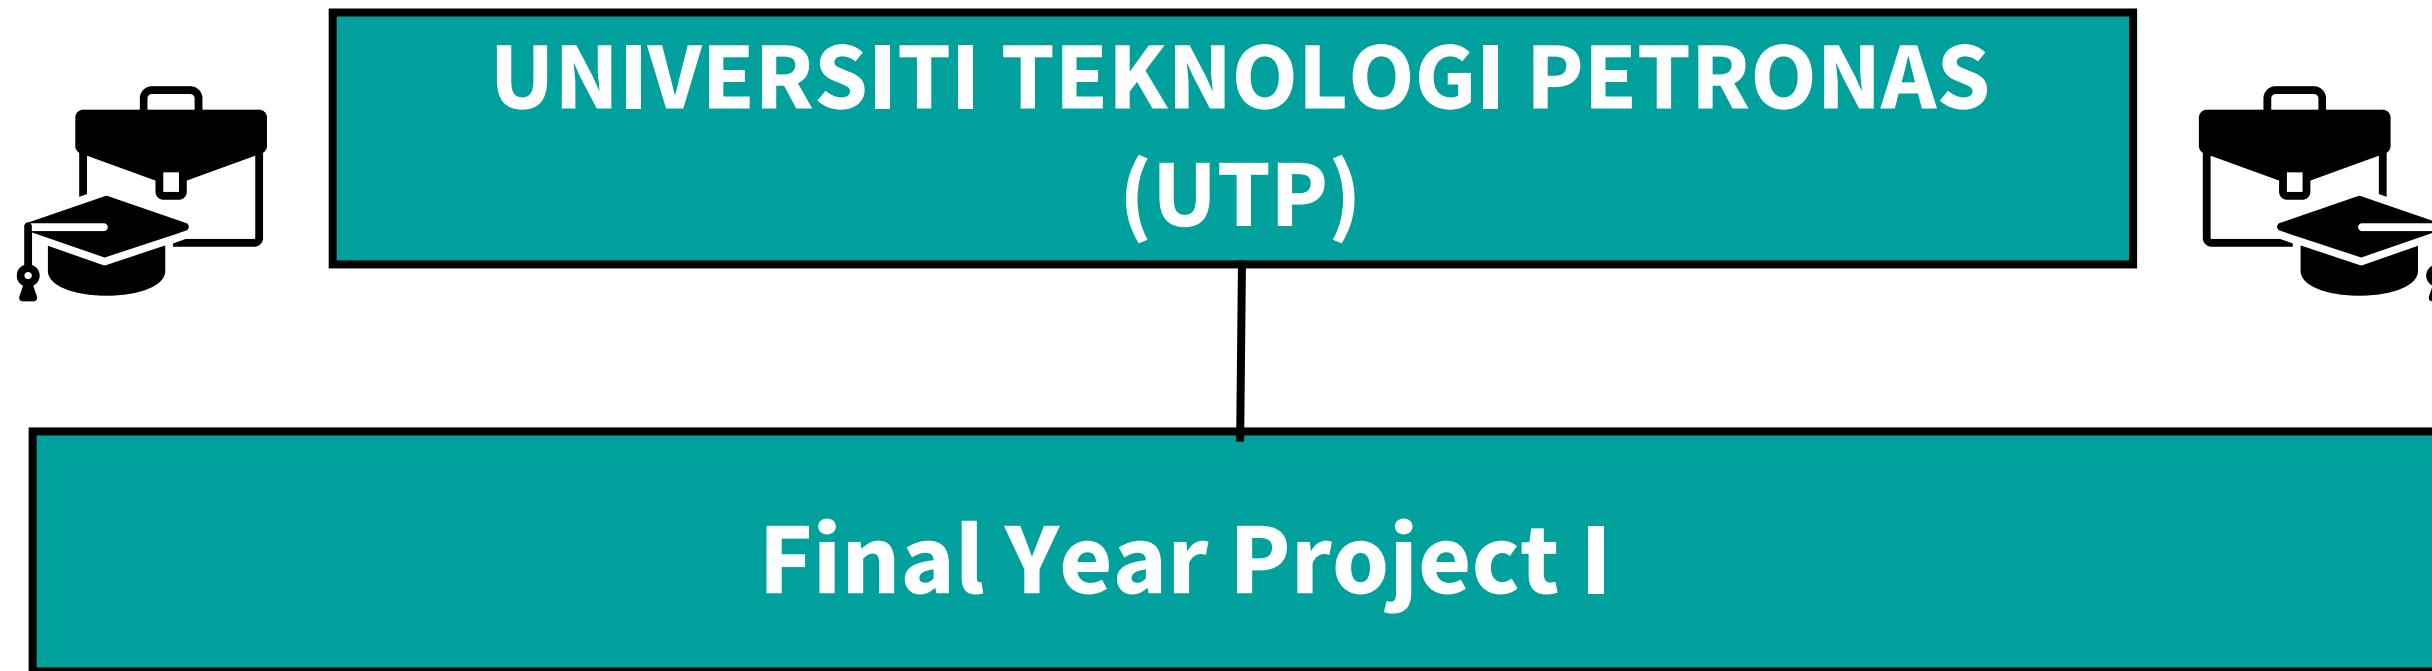 UNIVERSITI TEKNOLOGI PETRONAS
(UTP)
Final Year Project I